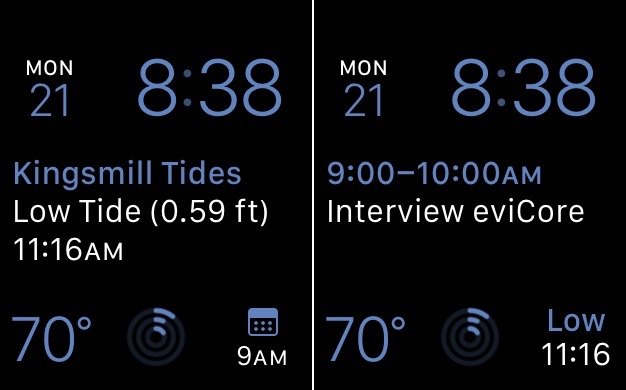 MON
21
8:38
Kingsmill Tides
Low Tide (0.59 ft)
11:16AM
70°
9AM
MON
21
8:38
9:00–10:00AM
Interview eviCore
70°
Low
11:16